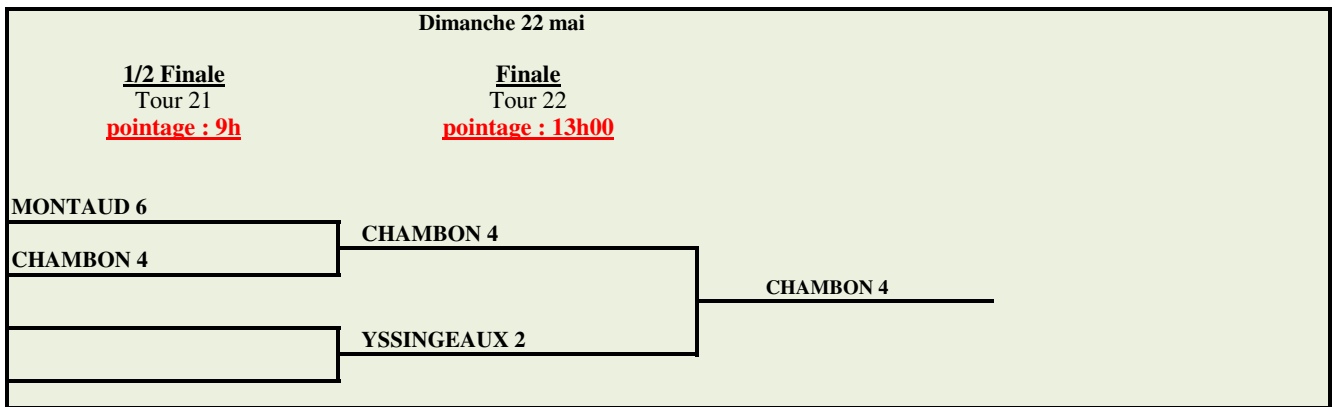 Dimanche 22 mai
1/2 Finale
Tour 21
pointage : 9h
Finale
Tour 22
pointage : 13h00
MONTAUD 6
CHAMBON 4
CHAMBON 4
CHAMBON 4
YSSINGEAUX 2